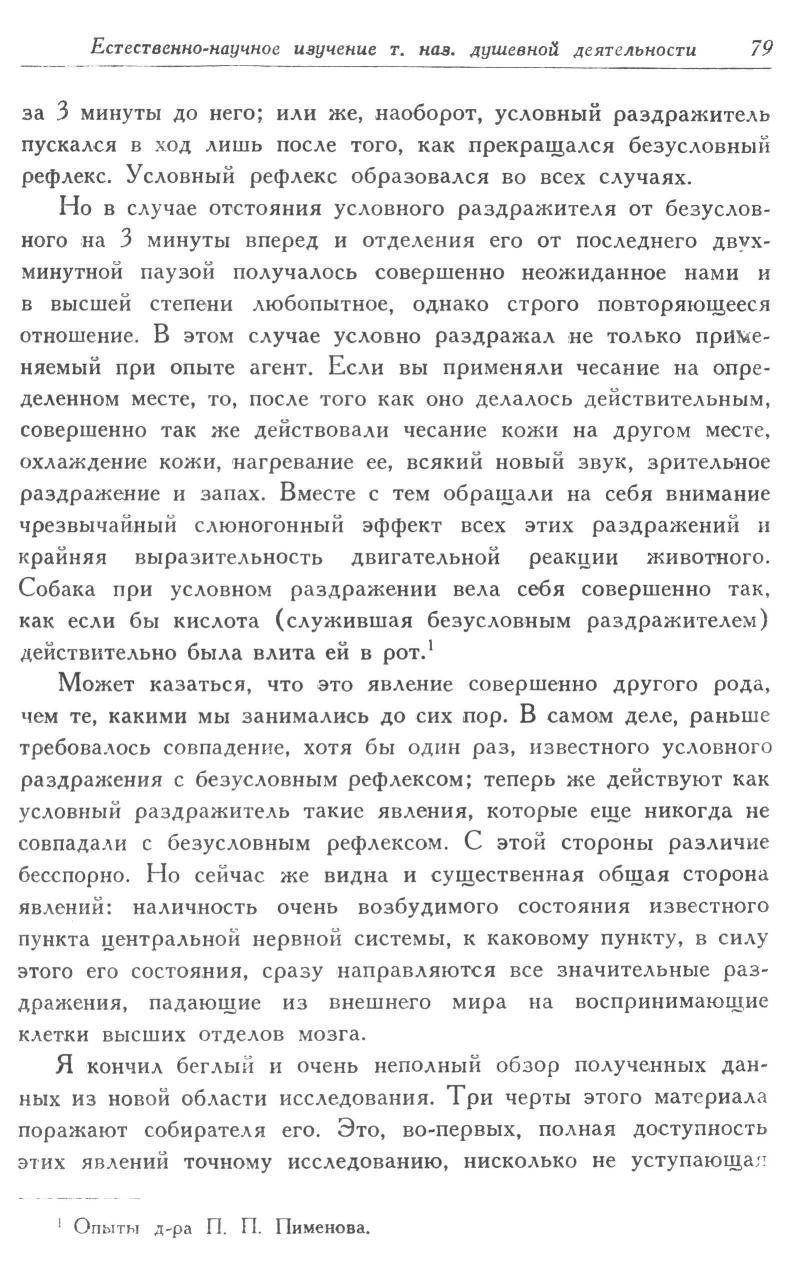 Естественно-научное изучение т. наз. душевной деятельности 79
за 3 минуты до него; или же, наоборот, условный раздражитель
пускался в ход лишь после того, как прекращался безусловный
рефлекс. Условный рефлекс образовался во всех случаях.
Но в случае отстояния условного раздражителя от безуслов-
ного на 3 минуты вперед и отделения его от последнего двух-
минутной паузой получалось совершенно неожиданное нами и
в высшей степени любопытное, однако строго повторяющееся
отношение. В этом случае условно раздражал не только приме-
няемый при опыте агент. Если вы применяли чесание на опре-
деленном месте, то, после того как оно делалось действительным,
совершенно так же действовали чесание кожи на другом месте,
охлаждение кожи, нагревание ее, всякий новый звук, зрительное
раздражение и запах. Вместе с тем обращали на себя внимание
чрезвычайный слюногонный эффект всех этих раздражений и
крайняя выразительность двигательной реакции животного.
Собака при условном раздражении вела себя совершенно так,
как если бы кислота (служившая безусловным раздражителем)
действительно была влита ей в рот.¹
Может казаться, что это явление совершенно другого рода,
чем те, какими мы занимались до сих пор. В самом деле, раньше
требовалось совпадение, хотя бы один раз, известного условного
раздражения с безусловным рефлексом; теперь же действуют как
условный раздражитель такие явления, которые еще никогда не
совпадали с безусловным рефлексом. С этой стороны различие
бесспорно. Но сейчас же видна и существенная общая сторона
явлений: наличность очень возбудимого состояния известного
пункта центральной нервной системы, к каковому пункту, в силу
этого его состояния, сразу направляются все значительные раз-
дражения, падающие из внешнего мира на воспринимающие
клетки высших отделов мозга.
Я кончил беглый и очень неполный обзор полученных дан-
ных из новой области исследования. Три черты этого материала
поражают собирателя его. Это, во-первых, полная доступность
этих явлений точному исследованию, нисколько не уступающая
¹ Опыты д-ра П. П. Пименова.